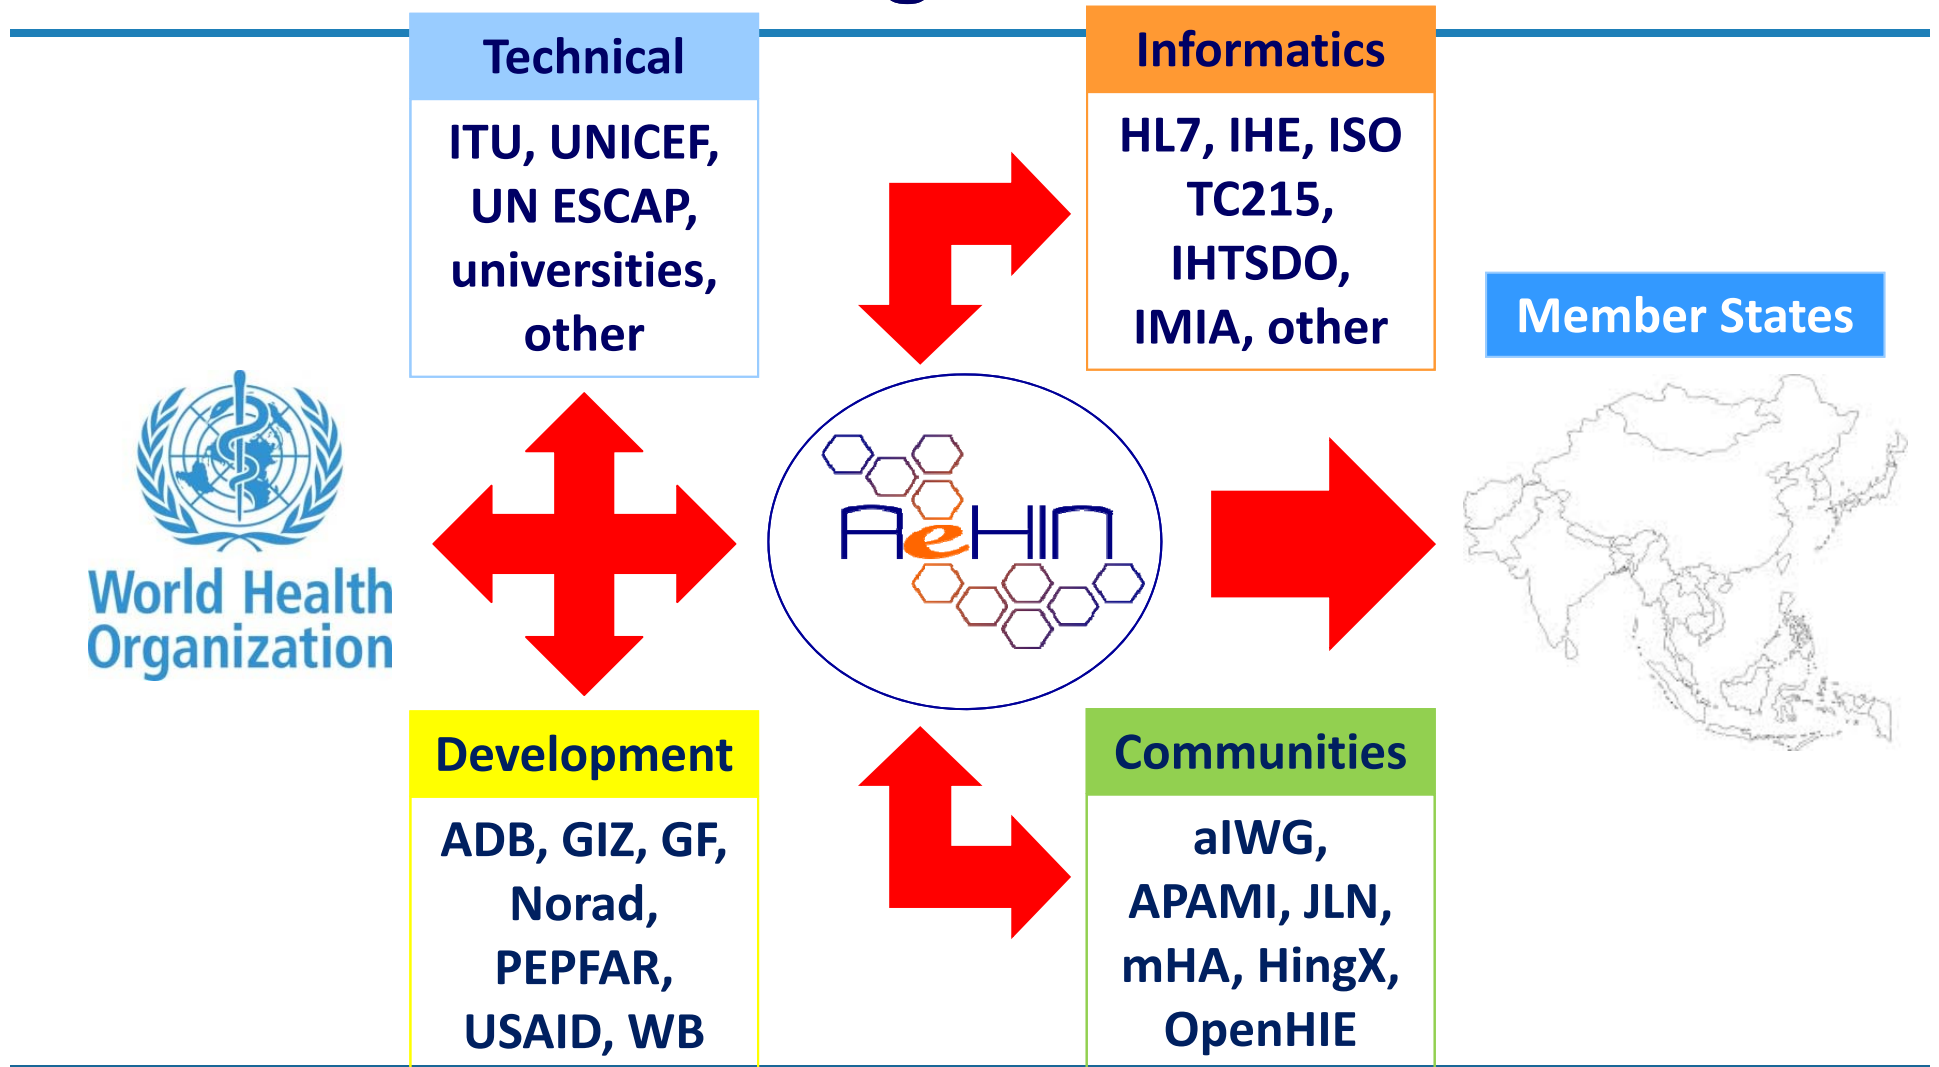 Technical
ITU, UNICEF,
UN ESCAP,
universities,
other
Informatics
HL7, IHE, ISO
TC215,
IHTSDO,
IMIA, other
Member States
World Health
Organization
AeHIN
Development
ADB, GIZ, GF,
Norad,
PEPFAR,
USAID, WB
Communities
aIWG,
APAMI, JLN,
mHA, HingX,
OpenHIE